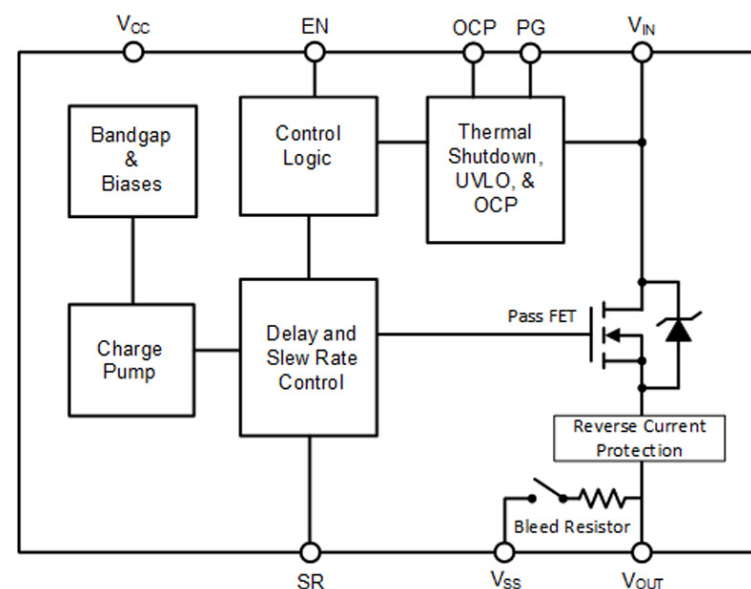 VCC
EN
OCP
PG
VIN
Bandgap
&
Biases
Control
Logic
Thermal
Shutdown,
UVLO, &
OCP
Charge
Pump
Delay and
Slew Rate
Control
Pass FET
Reverse Current
Protection
Bleed Resistor
SR
VSS
VOUT